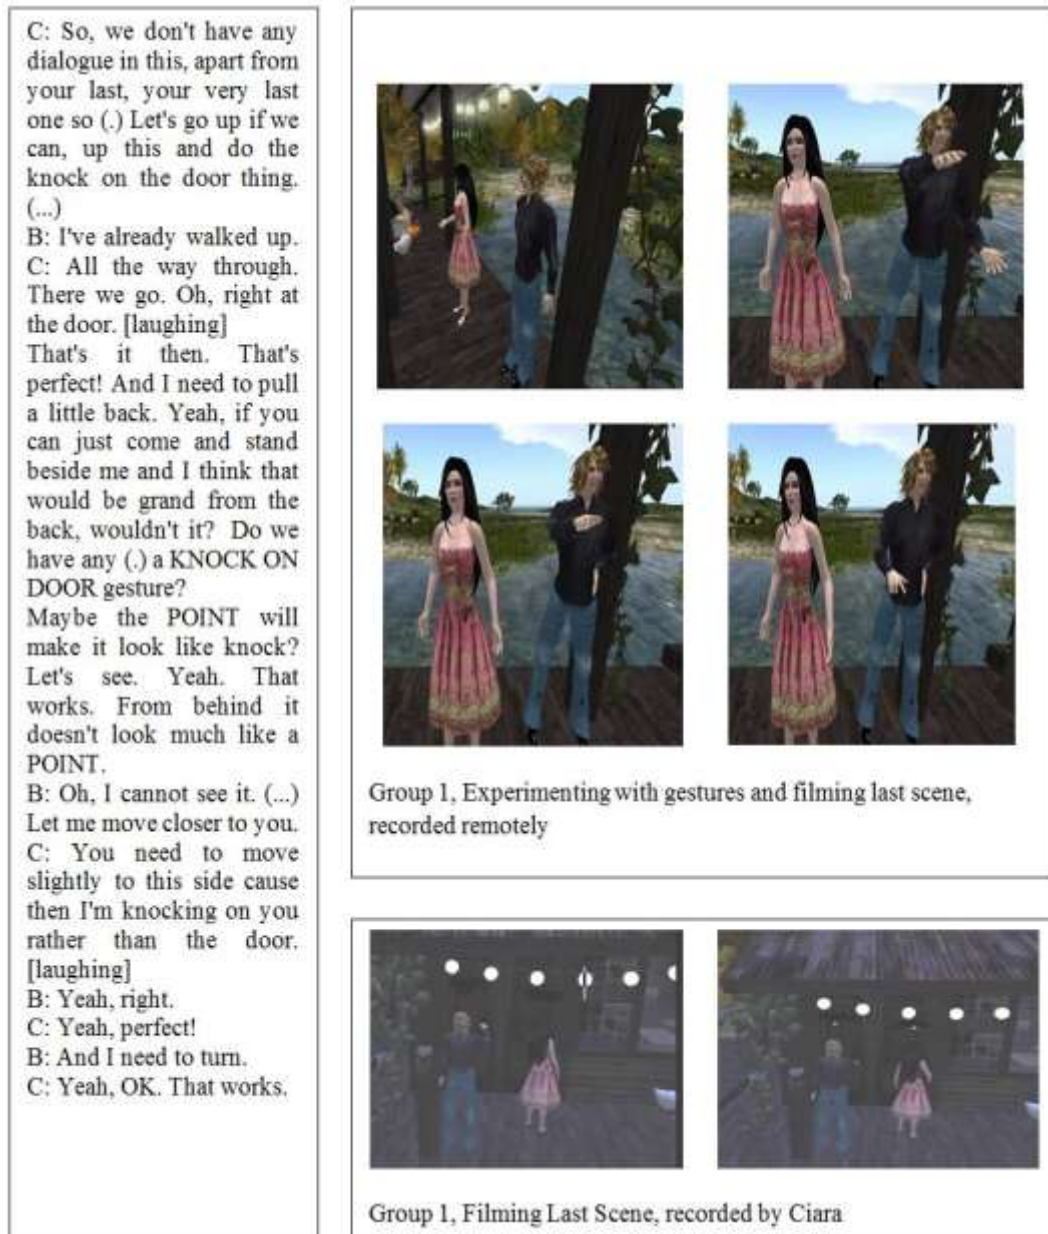 C: So, we don't have any
dialogue in this, apart from
your last, your very last
one so (.) Let's go up if we
can, up this and do the
knock on the door thing.
(...)
B: I've already walked up.
C: All the way through.
There we go. Oh, right at
the door. [laughing]
That's it then. That's
perfect! And I need to pull
a little back. Yeah, if you
can just come and stand
beside me and I think that
would be grand from the
back, wouldn't it? Do we
have any (.) a KNOCK ON
DOOR gesture?
Maybe the POINT will
make it look like knock?
Let's see. Yeah. That
works. From behind it
doesn't look much like a
POINT.
B: Oh, I cannot see it. (...)
Let me move closer to you.
C: You need to move
slightly to this side cause
then I'm knocking on you
rather than the door.
[laughing]
B: Yeah, right.
C: Yeah, perfect!
B: And I need to turn.
C: Yeah, OK. That works.
Group 1, Experimenting with gestures and filming last scene,
recorded remotely
Group 1, Filming Last Scene, recorded by Ciara